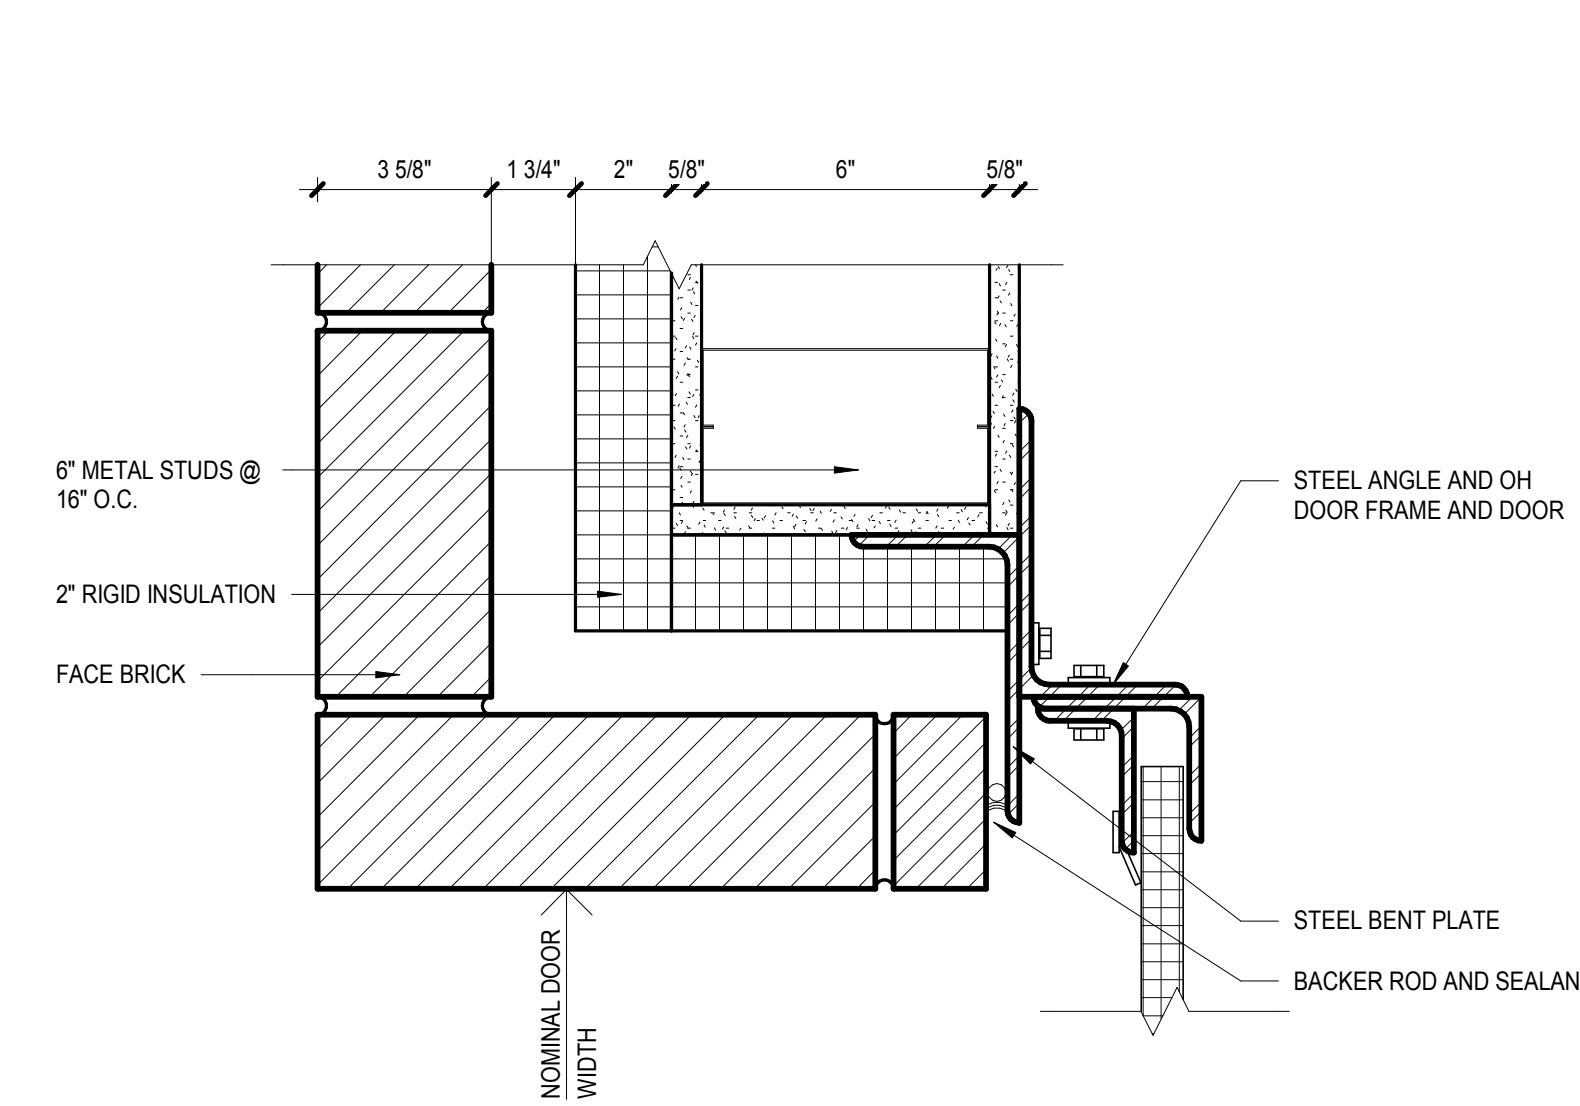 3 5/8" 1 3/4" 2" 5/8" 6" 5/8"
6" METAL STUDS @
16" O.C.
2" RIGID INSULATION
FACE BRICK
STEEL ANGLE AND OH
DOOR FRAME AND DOOR
STEEL BENT PLATE
BACKER ROD AND SEALAN
NOMINAL DOOR
WIDTH